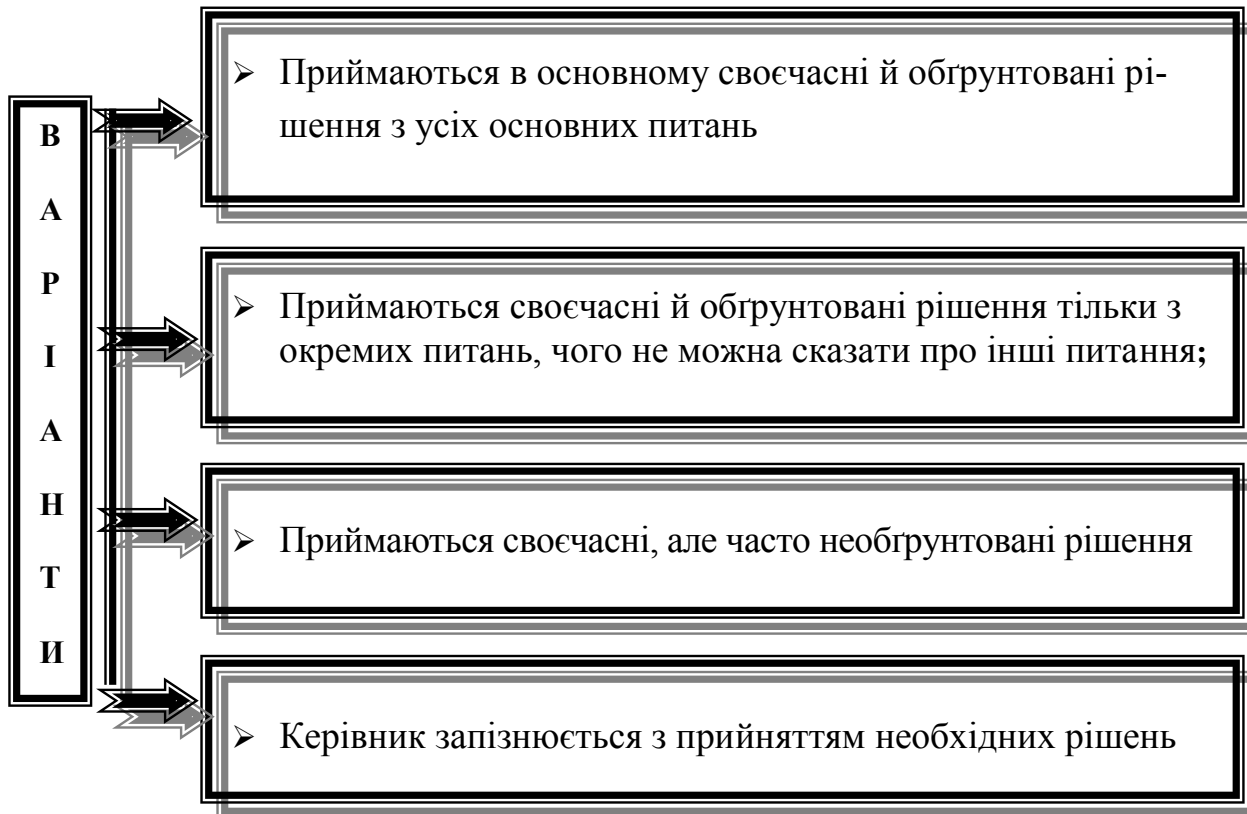 ВАРІАНТИ
➢ Приймаються в основному своєчасні й обґрунтовані рі-
шення з усіх основних питань
➢ Приймаються своєчасні й обґрунтовані рішення тільки з
окремих питань, чого не можна сказати про інші питання;
➢ Приймаються своєчасні, але часто необґрунтовані рішення
➢ Керівник запізнюється з прийняттям необхідних рішень